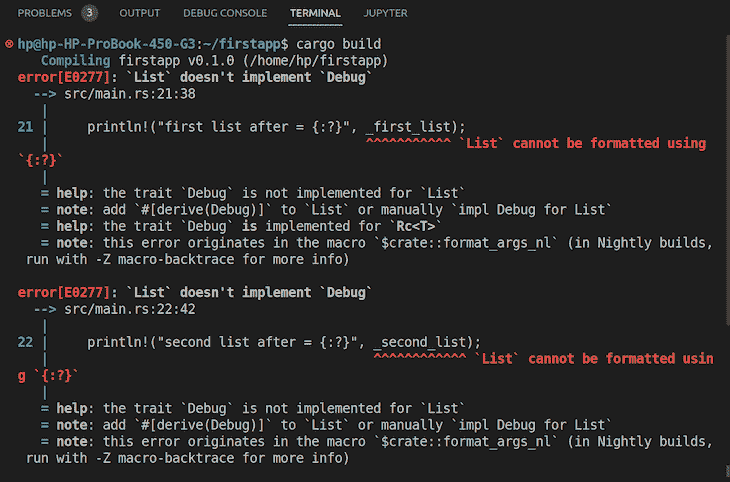 PROBLEMS 3 OUTPUT DEBUG CONSOLE TERMINAL JUPYTER
hp@hp-HP-ProBook-450-G3:~/firstapp$ cargo build
   Compiling firstapp v0.1.0 (/home/hp/firstapp)
error[E0277]: `List` doesn't implement `Debug`
  --> src/main.rs:21:38
   |
21 |     println!("first list after = {:?}", _first_list);
   |                                         ^^^^^^^^^^^ `List` cannot be formatted using
`{:?}`
   |
   = help: the trait `Debug` is not implemented for `List`
   = note: add `#[derive(Debug)]` to `List` or manually `impl Debug for List`
   = help: the trait `Debug` is implemented for `Rc<T>`
   = note: this error originates in the macro `$crate::format_args_nl` (in Nightly builds,
 run with -Z macro-backtrace for more info)
error[E0277]: `List` doesn't implement `Debug`
  --> src/main.rs:22:42
   |
22 |     println!("second list after = {:?}", _second_list);
   |                                          ^^^^^^^^^^^^ `List` cannot be formatted usin
g `{:?}`
   |
   = help: the trait `Debug` is not implemented for `List`
   = note: add `#[derive(Debug)]` to `List` or manually `impl Debug for List`
   = note: this error originates in the macro `$crate::format_args_nl` (in Nightly builds,
 run with -Z macro-backtrace for more info)